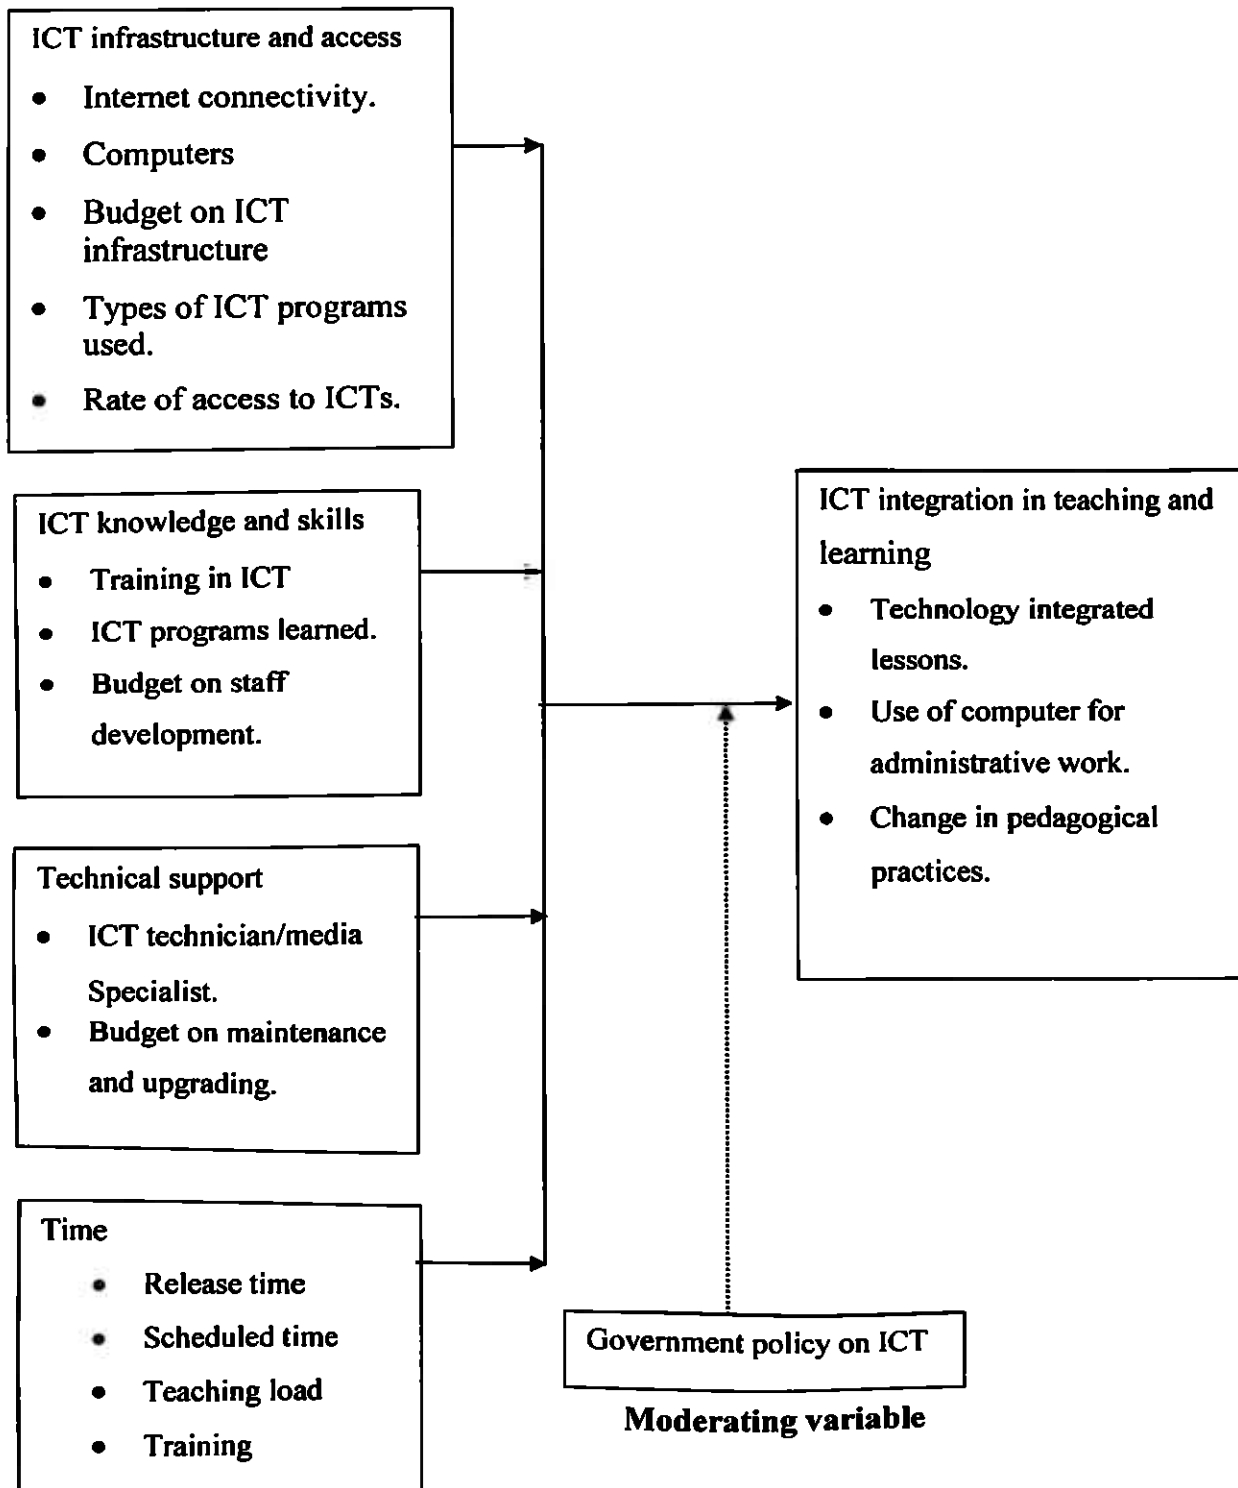 ICT infrastructure and access
• Internet connectivity.
• Computers
• Budget on ICT
infrastructure
• Types of ICT programs
used.
• Rate of access to ICTs.
ICT knowledge and skills
• Training in ICT
• ICT programs learned.
• Budget on staff
development.
Technical support
• ICT technician/media
Specialist.
• Budget on maintenance
and upgrading.
Time
• Release time
• Scheduled time
• Teaching load
• Training
ICT integration in teaching and
learning
• Technology integrated
lessons.
• Use of computer for
administrative work.
• Change in pedagogical
practices.
Government policy on ICT
Moderating variable